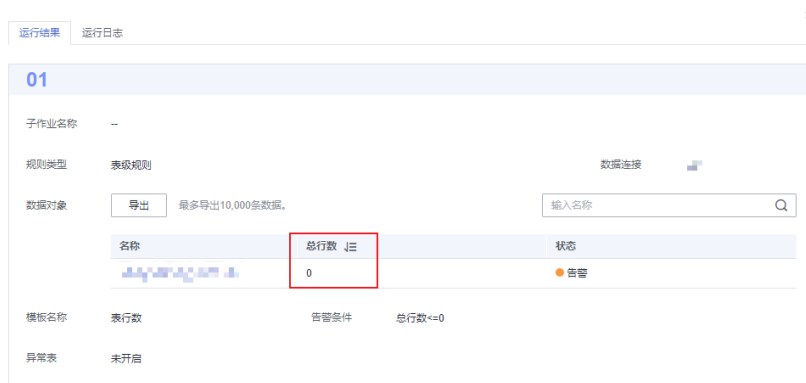 运行结果 运行日志
01
子作业名称 --
规则类型 表级规则 数据连接
数据对象 导出 最多导出10,000条数据。 输入名称
名称 总行数 状态
0 告警
模板名称 表行数 告警条件 总行数<=0
异常表 未开启